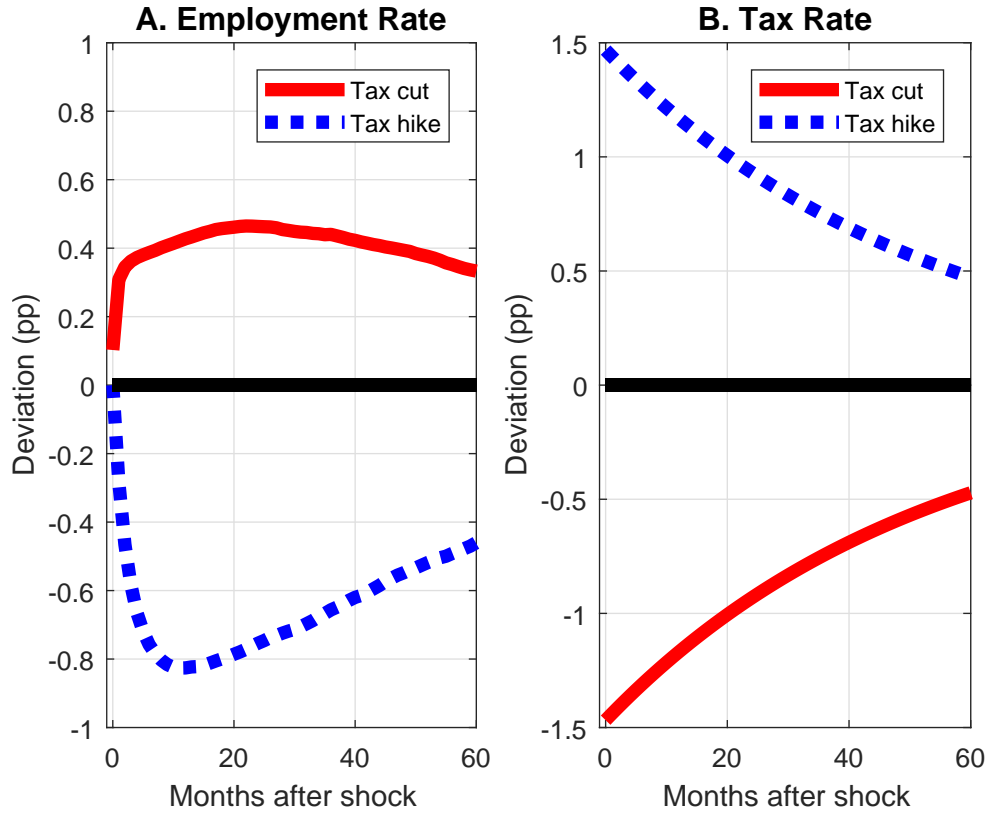 A. Employment Rate
Deviation (pp)
1
0.8
0.6
0.4
0.2
0
-0.2
-0.4
-0.6
-0.8
-1
Tax cut
Tax hike
0 20 40 60
Months after shock
B. Tax Rate
Deviation (pp)
1.5
1
0.5
0
-0.5
-1
-1.5
Tax cut
Tax hike
0 20 40 60
Months after shock